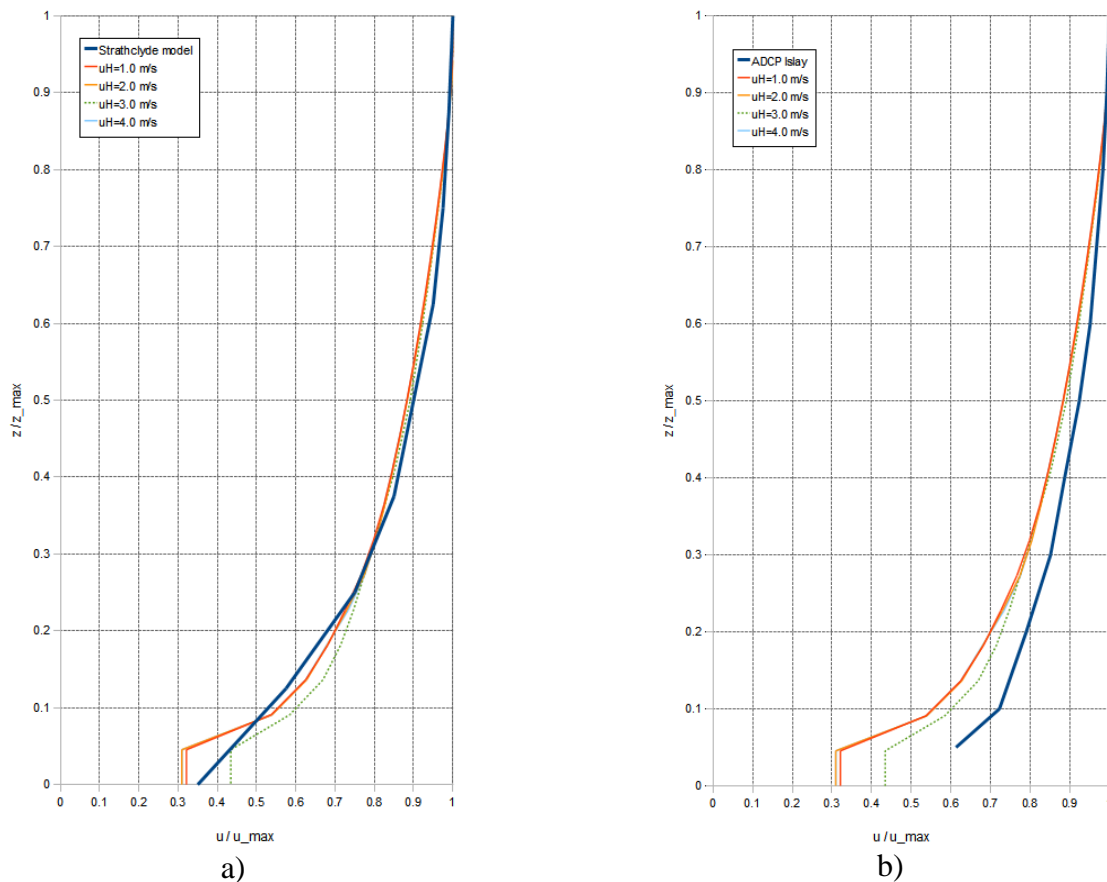 Strathclyde model
uH=1.0 m/s
uH=2.0 m/s
uH=3.0 m/s
uH=4.0 m/s
1
0.9
0.8
0.7
0.6
0.5
0.4
0.3
0.2
0.1
0
z / z_max
0 0.1 0.2 0.3 0.4 0.5 0.6 0.7 0.8 0.9 1
u / u_max
a)
ADCP Islay
uH=1.0 m/s
uH=2.0 m/s
uH=3.0 m/s
uH=4.0 m/s
1
0.9
0.8
0.7
0.6
0.5
0.4
0.3
0.2
0.1
0
z / z_max
0 0.1 0.2 0.3 0.4 0.5 0.6 0.7 0.8 0.9
u / u_max
b)